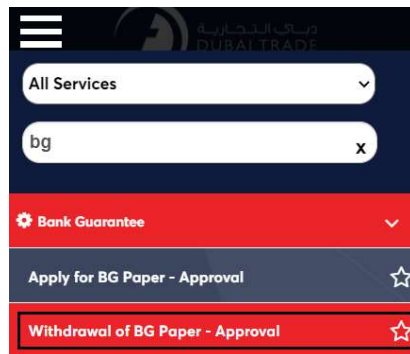 دبي التجارية
DUBAI TRADE
All Services
bg
x
Bank Guarantee
Apply for BG Paper - Approval
Withdrawal of BG Paper - Approval